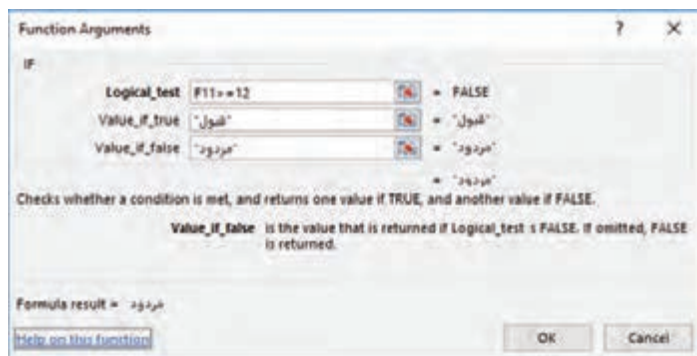 Function Arguments ? ×
IF
Logical_test F11>=12 = FALSE
Value_if_true "قبول" = "قبول"
Value_if_false "مردود" = "مردود"
= "مردود"
Checks whether a condition is met, and returns one value if TRUE, and another value if FALSE.
Value_if_false is the value that is returned if Logical_test s FALSE. If omitted, FALSE
is returned.
Formula result = مردود
Help on this function OK Cancel